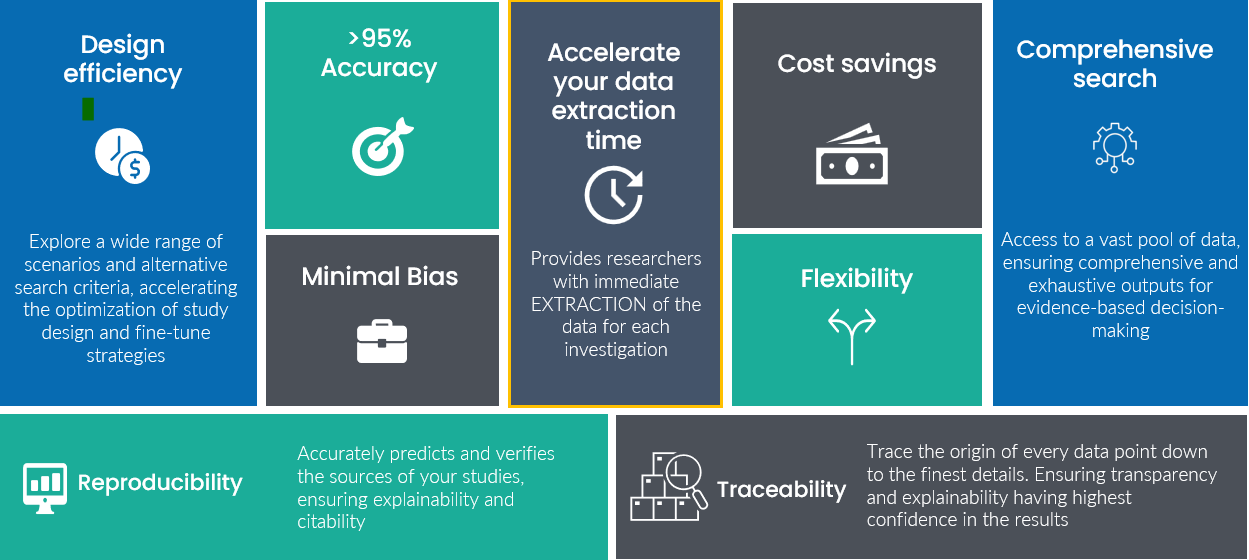 Design
efficiency
Explore a wide range of
scenarios and alternative
search criteria, accelerating
the optimization of study
design and fine-tune
strategies
>95%
Accuracy
Minimal Bias
Accelerate
your data
extraction
time
Provides researchers
with immediate
EXTRACTION of the
data for each
investigation
Cost savings
Flexibility
Comprehensive
search
Access to a vast pool of data,
ensuring comprehensive and
exhaustive outputs for
evidence-based decision-
making
Reproducibility
Accurately predicts and verifies
the sources of your studies,
ensuring explainability and
citability
Traceability
Trace the origin of every data point down
to the finest details. Ensuring transparency
and explainability having highest
confidence in the results